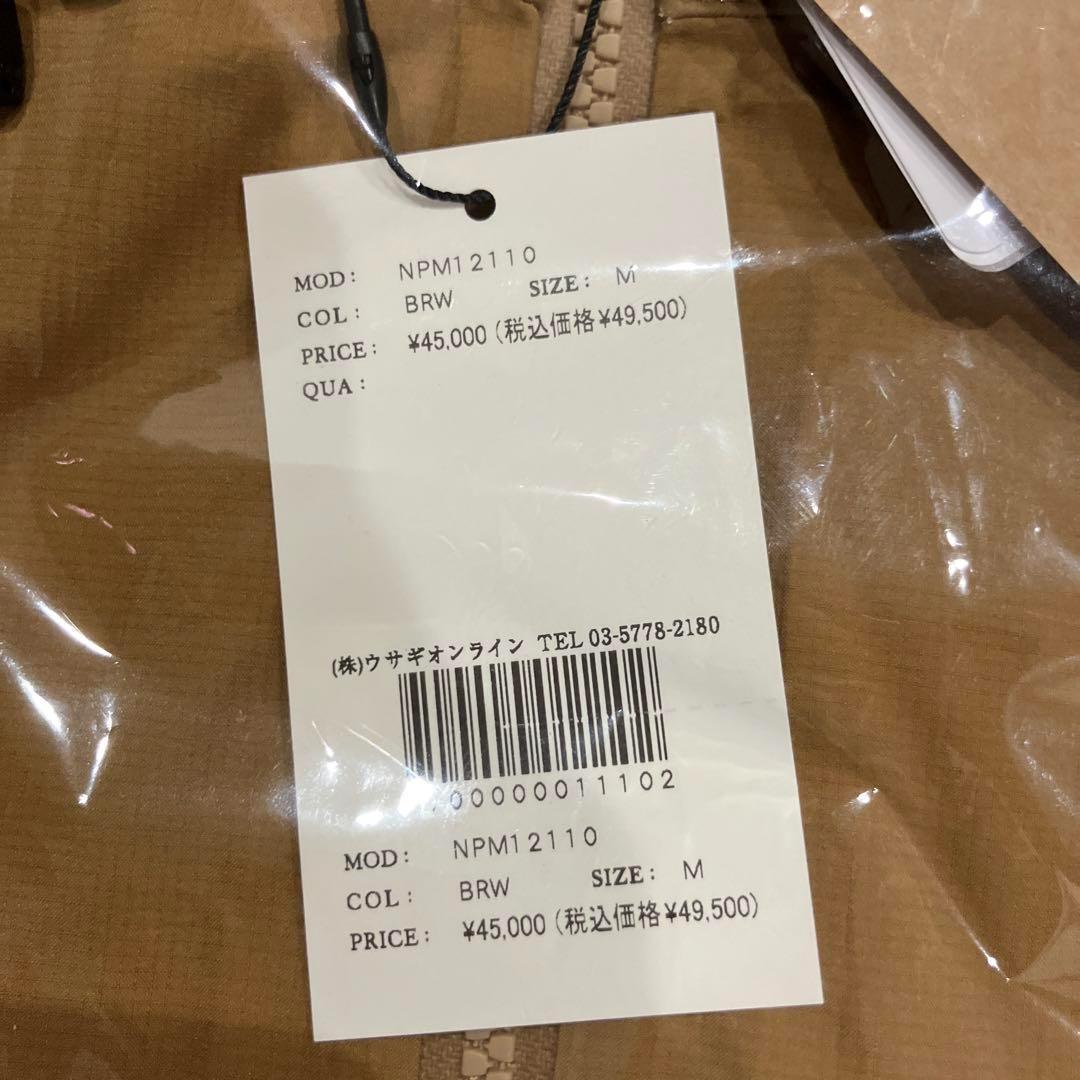 MOD: NPM12110
COL: BRW SIZE: M
PRICE: ¥45,000(税込価格¥49,500)
QUA:
(株)ウサギオンライン TEL 03-5778-2180
MOD: NPM12110
COL: BRW SIZE: M
PRICE: ¥45,000(税込価格¥49,500)